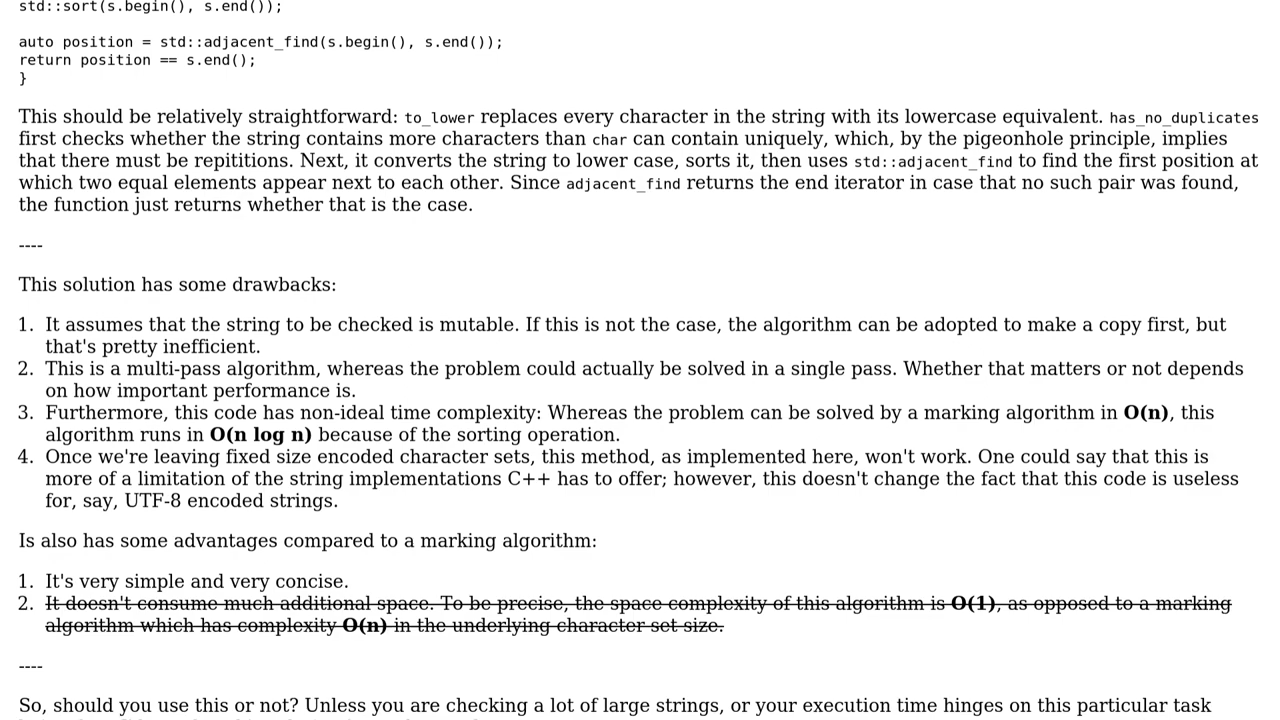 std::sort(s.begin(), s.end());
auto position = std::adjacent_find(s.begin(), s.end());
return position == s.end();
}
This should be relatively straightforward: to_lower replaces every character in the string with its lowercase equivalent. has_no_duplicates
first checks whether the string contains more characters than char can contain uniquely, which, by the pigeonhole principle, implies
that there must be repititions. Next, it converts the string to lower case, sorts it, then uses std::adjacent_find to find the first position at
which two equal elements appear next to each other. Since adjacent_find returns the end iterator in case that no such pair was found,
the function just returns whether that is the case.
----
This solution has some drawbacks:
1. It assumes that the string to be checked is mutable. If this is not the case, the algorithm can be adopted to make a copy first, but
that's pretty inefficient.
2. This is a multi-pass algorithm, whereas the problem could actually be solved in a single pass. Whether that matters or not depends
on how important performance is.
3. Furthermore, this code has non-ideal time complexity: Whereas the problem can be solved by a marking algorithm in O(n), this
algorithm runs in O(n log n) because of the sorting operation.
4. Once we're leaving fixed size encoded character sets, this method, as implemented here, won't work. One could say that this is
more of a limitation of the string implementations C++ has to offer; however, this doesn't change the fact that this code is useless
for, say, UTF-8 encoded strings.
Is also has some advantages compared to a marking algorithm:
1. It's very simple and very concise.
2. It doesn't consume much additional space. To be precise, the space complexity of this algorithm is O(1), as opposed to a marking
algorithm which has complexity O(n) in the underlying character set size.
----
So, should you use this or not? Unless you are checking a lot of large strings, or your execution time hinges on this particular task